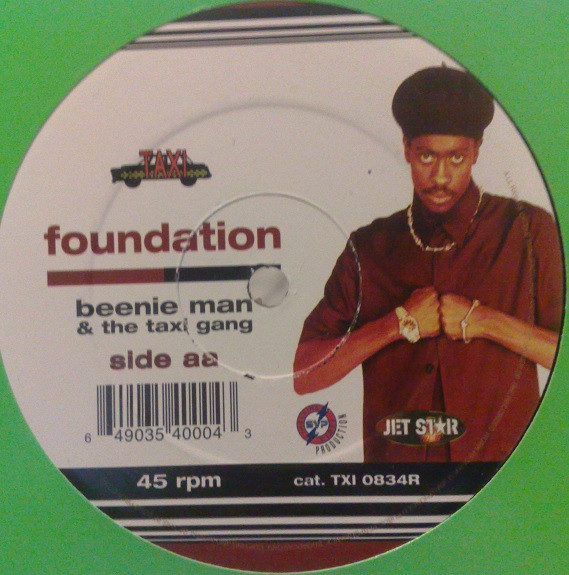 TAXI
foundation
beenie man
& the taxi gang
side aa
6 49035 40004 3
PRODUCTION
JET STAR
45 rpm
cat. TXI 0834R